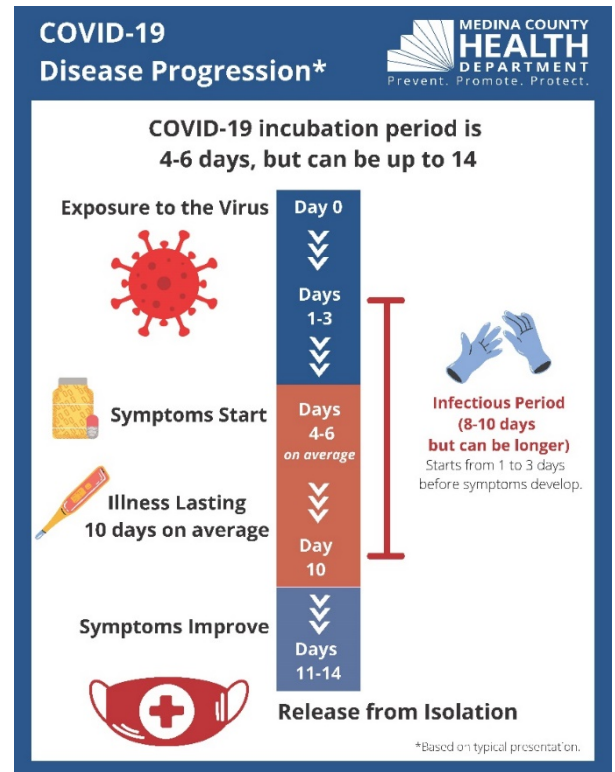 COVID-19
Disease Progression*
MEDINA COUNTY
HEALTH
DEPARTMENT
Prevent. Promote. Protect.
COVID-19 incubation period is
4-6 days, but can be up to 14
Exposure to the Virus
Day 0
Days
1-3
Symptoms Start
Days
4-6
on average
Infectious Period
(8-10 days
but can be longer)
Starts from 1 to 3 days
before symptoms develop.
Illness Lasting
10 days on average
Day
10
Symptoms Improve
Days
11-14
Release from Isolation
*Based on typical presentation.